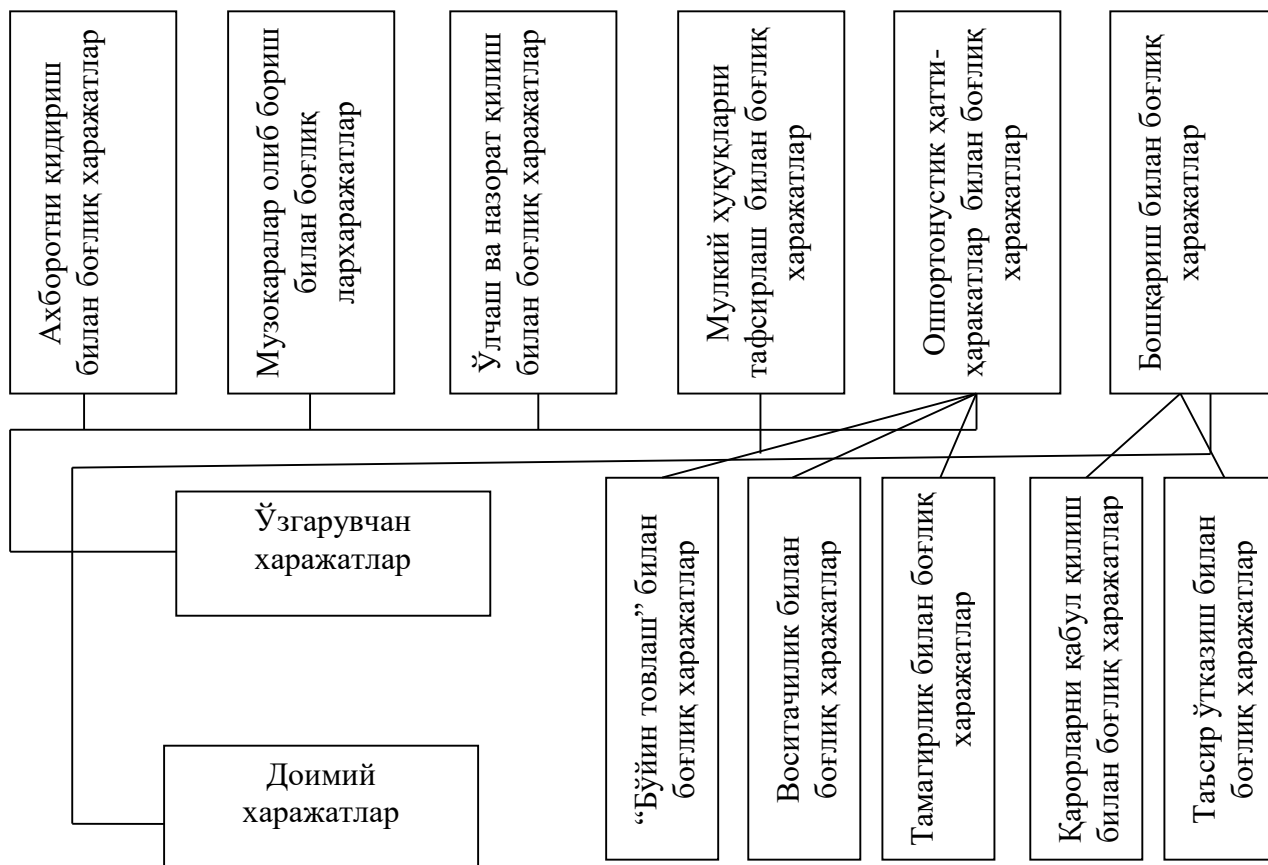 Ахборотни қидириш
билан боғлиқ харажатлар
Музокаралар олиб бориш
билан боғлиқ
лархаражатлар
Ўлчаш ва назорат қилиш
билан боғлиқ харажатлар
Мулкий ҳуқуқларни
тафсирлаш билан боғлиқ
харажатлар
Оппортонустик ҳатти-
ҳаракатлар билан боғлиқ
харажатлар
Бошқариш билан боғлиқ
харажатлар
Ўзгарувчан
харажатлар
Доимий
харажатлар
“Бўйин товлаш” билан
боғлиқ харажатлар
Воситачилик билан
боғлиқ харажатлар
Тамагирлик билан боғлиқ
харажатлар
Қарорларни қабул қилиш
билан боғлиқ харажатлар
Таъсир ўтказиш билан
боғлиқ харажатлар